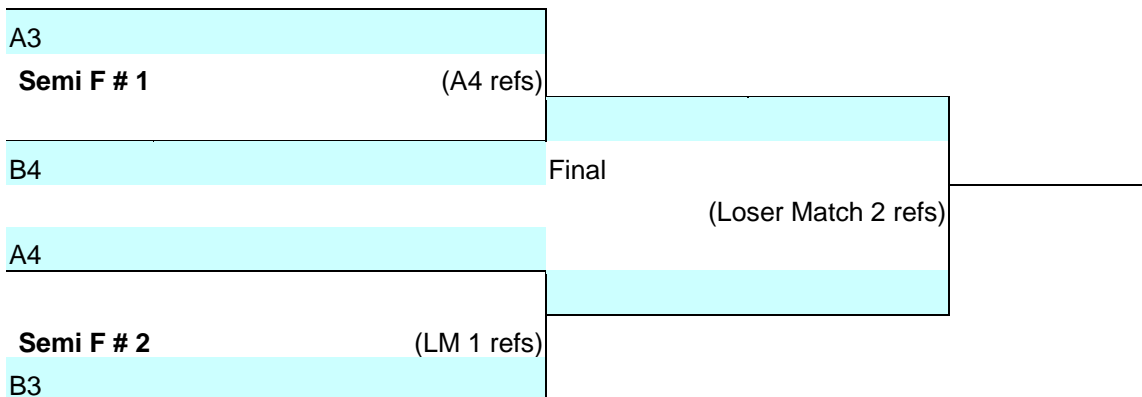 A3
Semi F # 1 (A4 refs)
B4 Final
(Loser Match 2 refs)
A4
Semi F # 2 (LM 1 refs)
B3